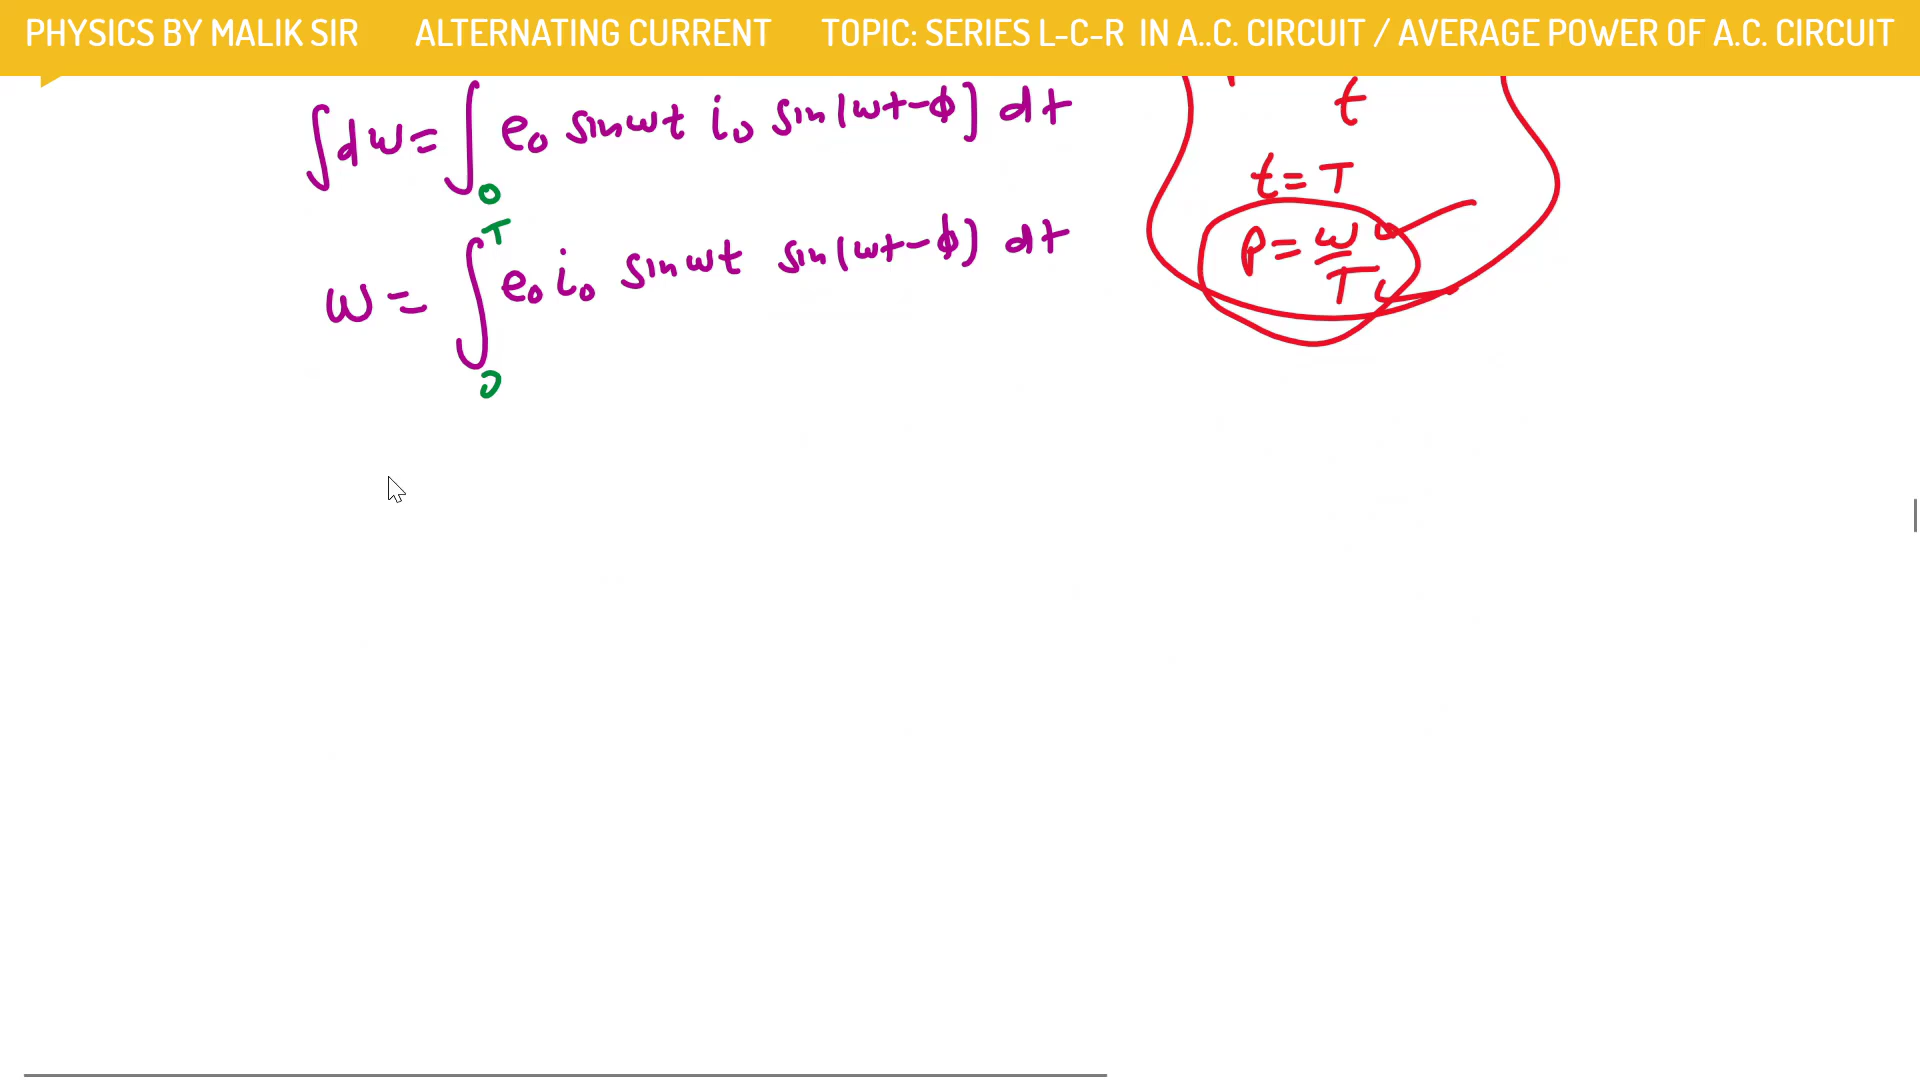 PHYSICS BY MALIK SIR ALTERNATING CURRENT TOPIC: SERIES L-C-R IN A..C. CIRCUIT / AVERAGE POWER OF A.C. CIRCUIT
∫dw = ∫ e₀ sinωt i₀ sin(ωt-ϕ) dt
0
T
w = ∫ e₀ i₀ sinωt sin(ωt-ϕ) dt
0
t
t = T
P = w/T